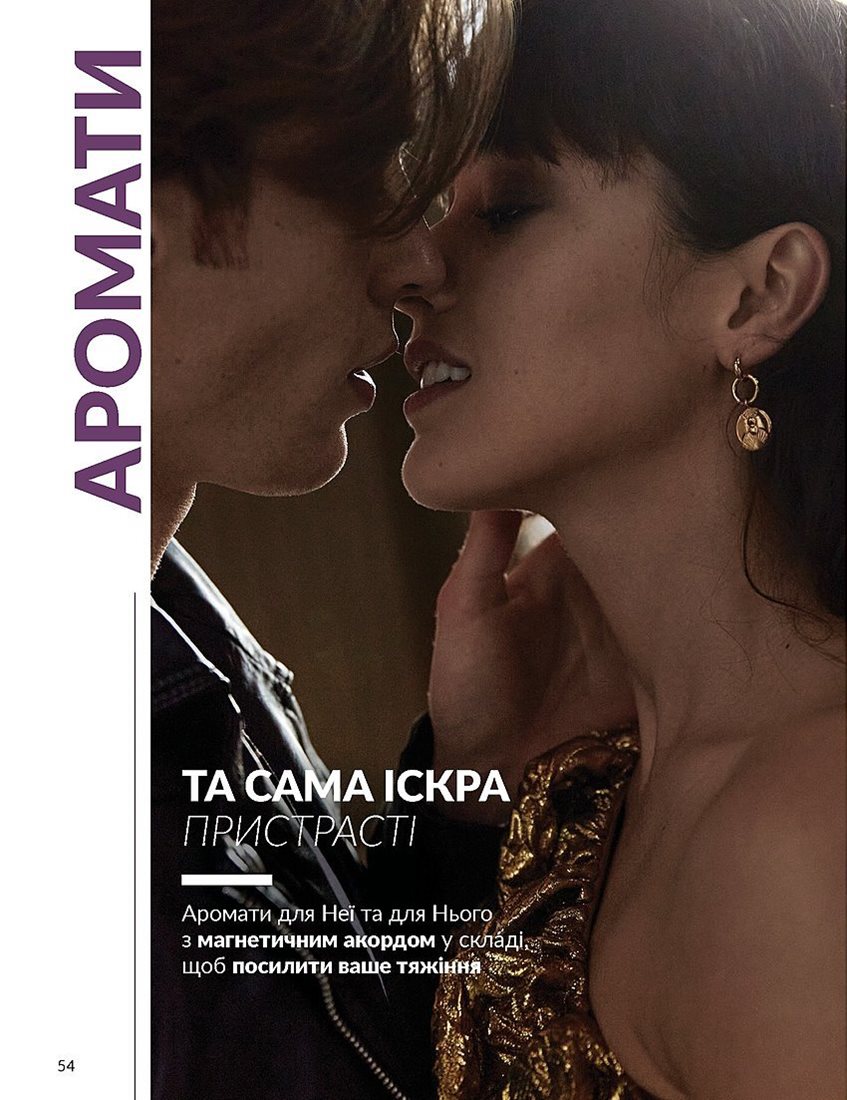 АРОМАТИ
ТА САМА ІСКРА
ПРИСТРАСТІ
Аромати для Неї та для Нього
з магнетичним акордом у складі,
щоб посилити ваше тяжіння
54